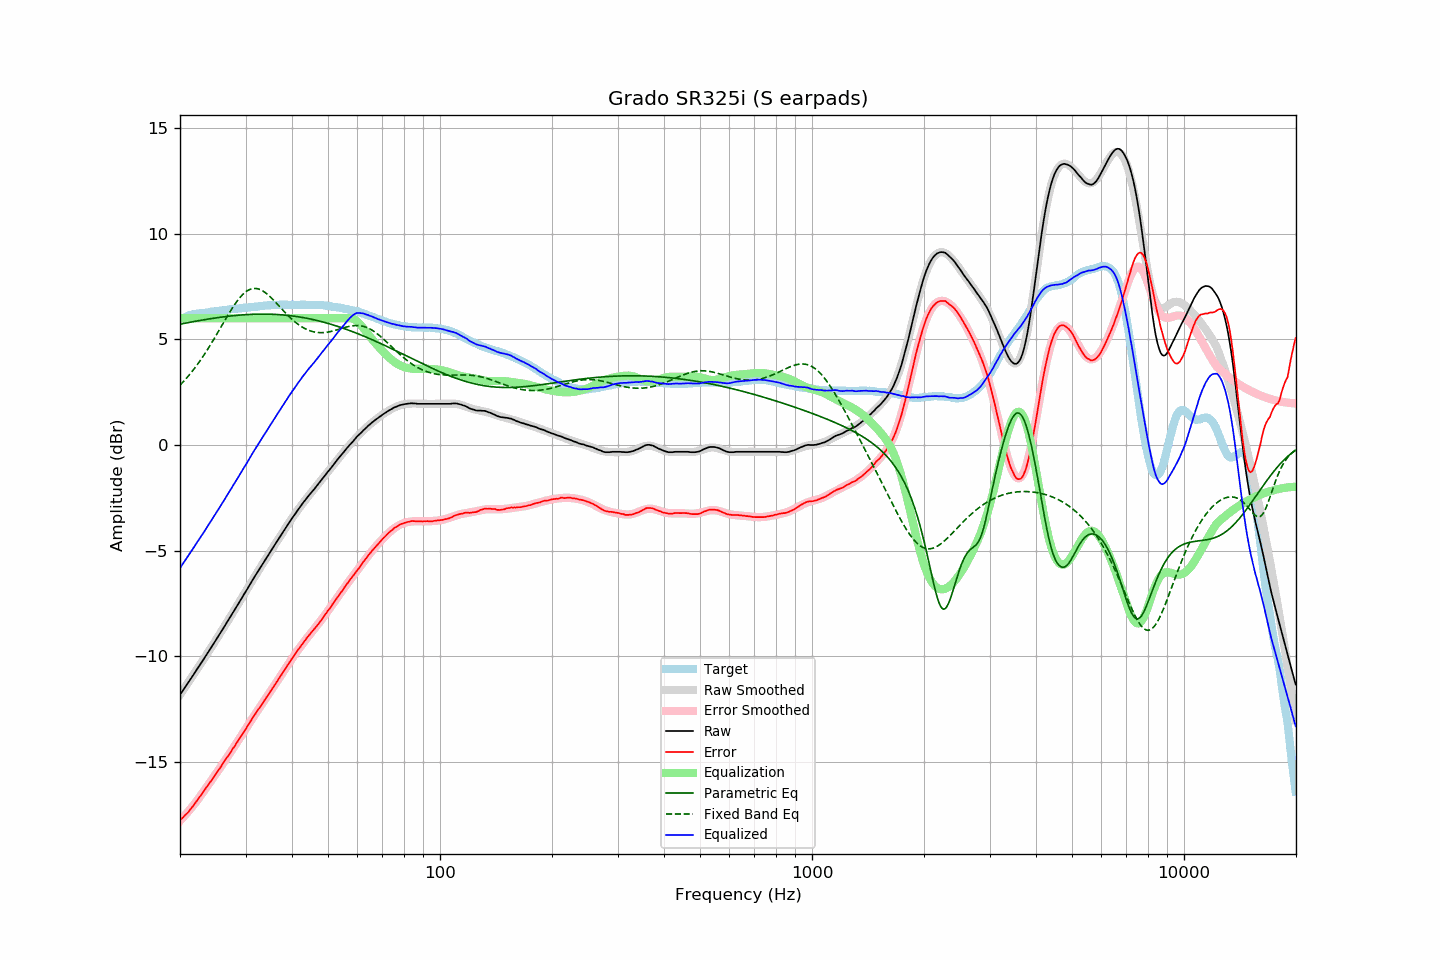 Grado SR325i (S earpads)
15
10
5
0
−5
−10
−15
Amplitude (dBr)
100
1000
10000
Frequency (Hz)
Target
Raw Smoothed
Error Smoothed
Raw
Error
Equalization
Parametric Eq
Fixed Band Eq
Equalized